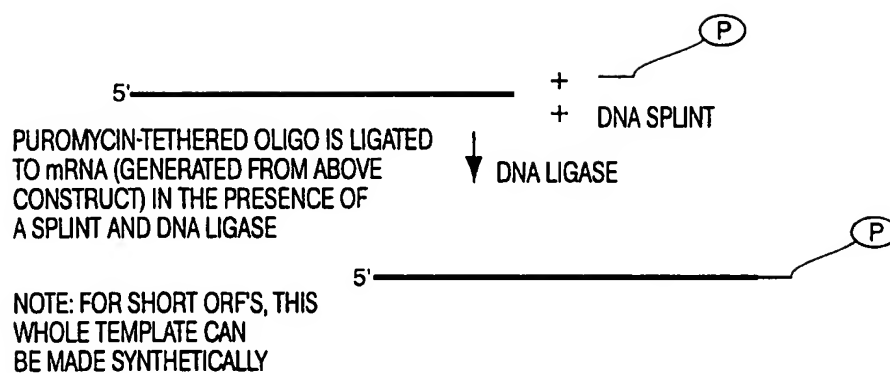 P
5'
+
+ DNA SPLINT
PUROMYCIN-TETHERED OLIGO IS LIGATED
TO mRNA (GENERATED FROM ABOVE
CONSTRUCT) IN THE PRESENCE OF
A SPLINT AND DNA LIGASE
DNA LIGASE
P
5'
NOTE: FOR SHORT ORF'S, THIS
WHOLE TEMPLATE CAN
BE MADE SYNTHETICALLY